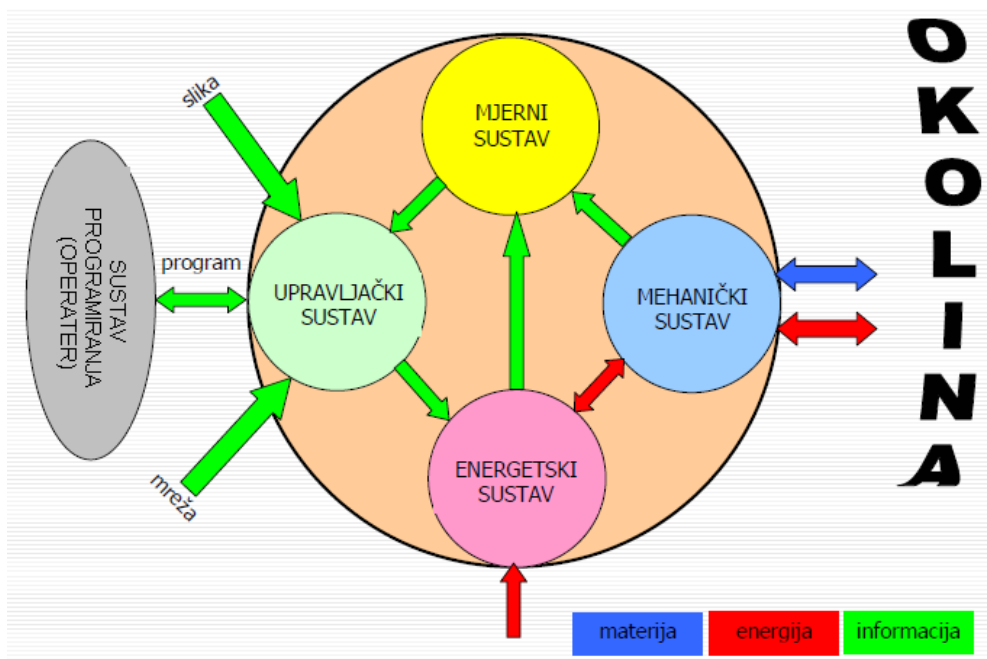 slika
MJERNI
SUSTAV
OKOLINA
SUSTAV
PROGRAMIRANJA
(OPERATER)
program
UPRAVLJAČKI
SUSTAV
MEHANIČKI
SUSTAV
mreža
ENERGETSKI
SUSTAV
materija
energija
informacija